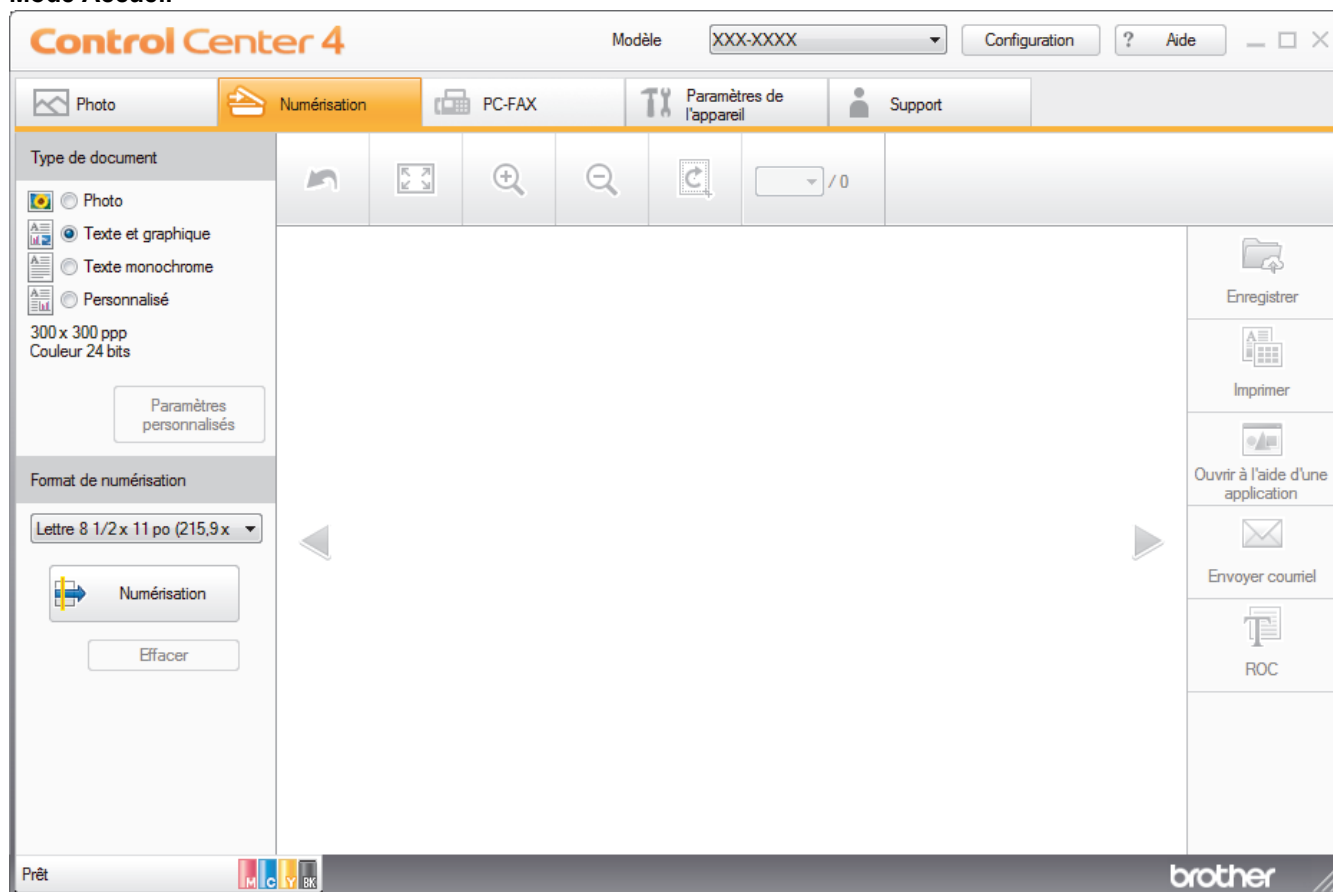 Mode Accueil
Control Center 4
Modèle
XXX-XXXX
Configuration
? Aide
Photo
Numérisation
PC-FAX
Paramètres de
l'appareil
Support
Type de document
/ 0
Photo
Texte et graphique
Texte monochrome
Personnalisé
300 x 300 ppp
Couleur 24 bits
Paramètres
personnalisés
Format de numérisation
Lettre 8 1/2 x 11 po (215,9 x
Numérisation
Effacer
Enregistrer
Imprimer
Ouvrir à l'aide d'une
application
Envoyer courriel
ROC
Prêt
M C Y BK
brother